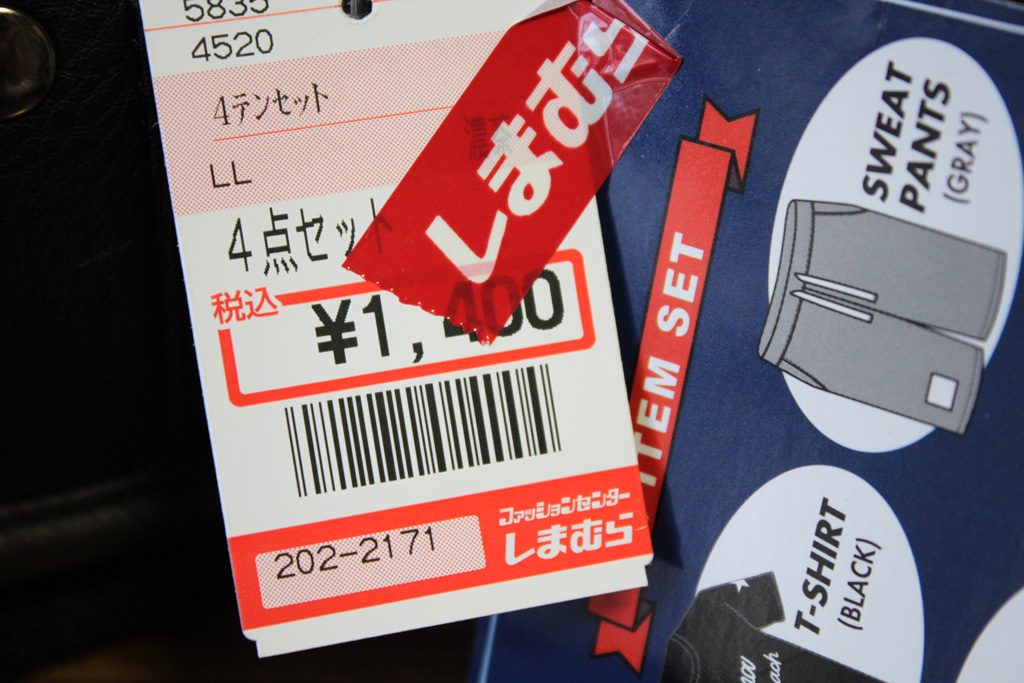 5835
4520
4テンセット
LL
4点セット
税込
¥1,400
202-2171
ファッションセンター
しまむら
しまむら
ITEM SET
SWEAT
PANTS
(GRAY)
T-SHIRT
(BLACK)